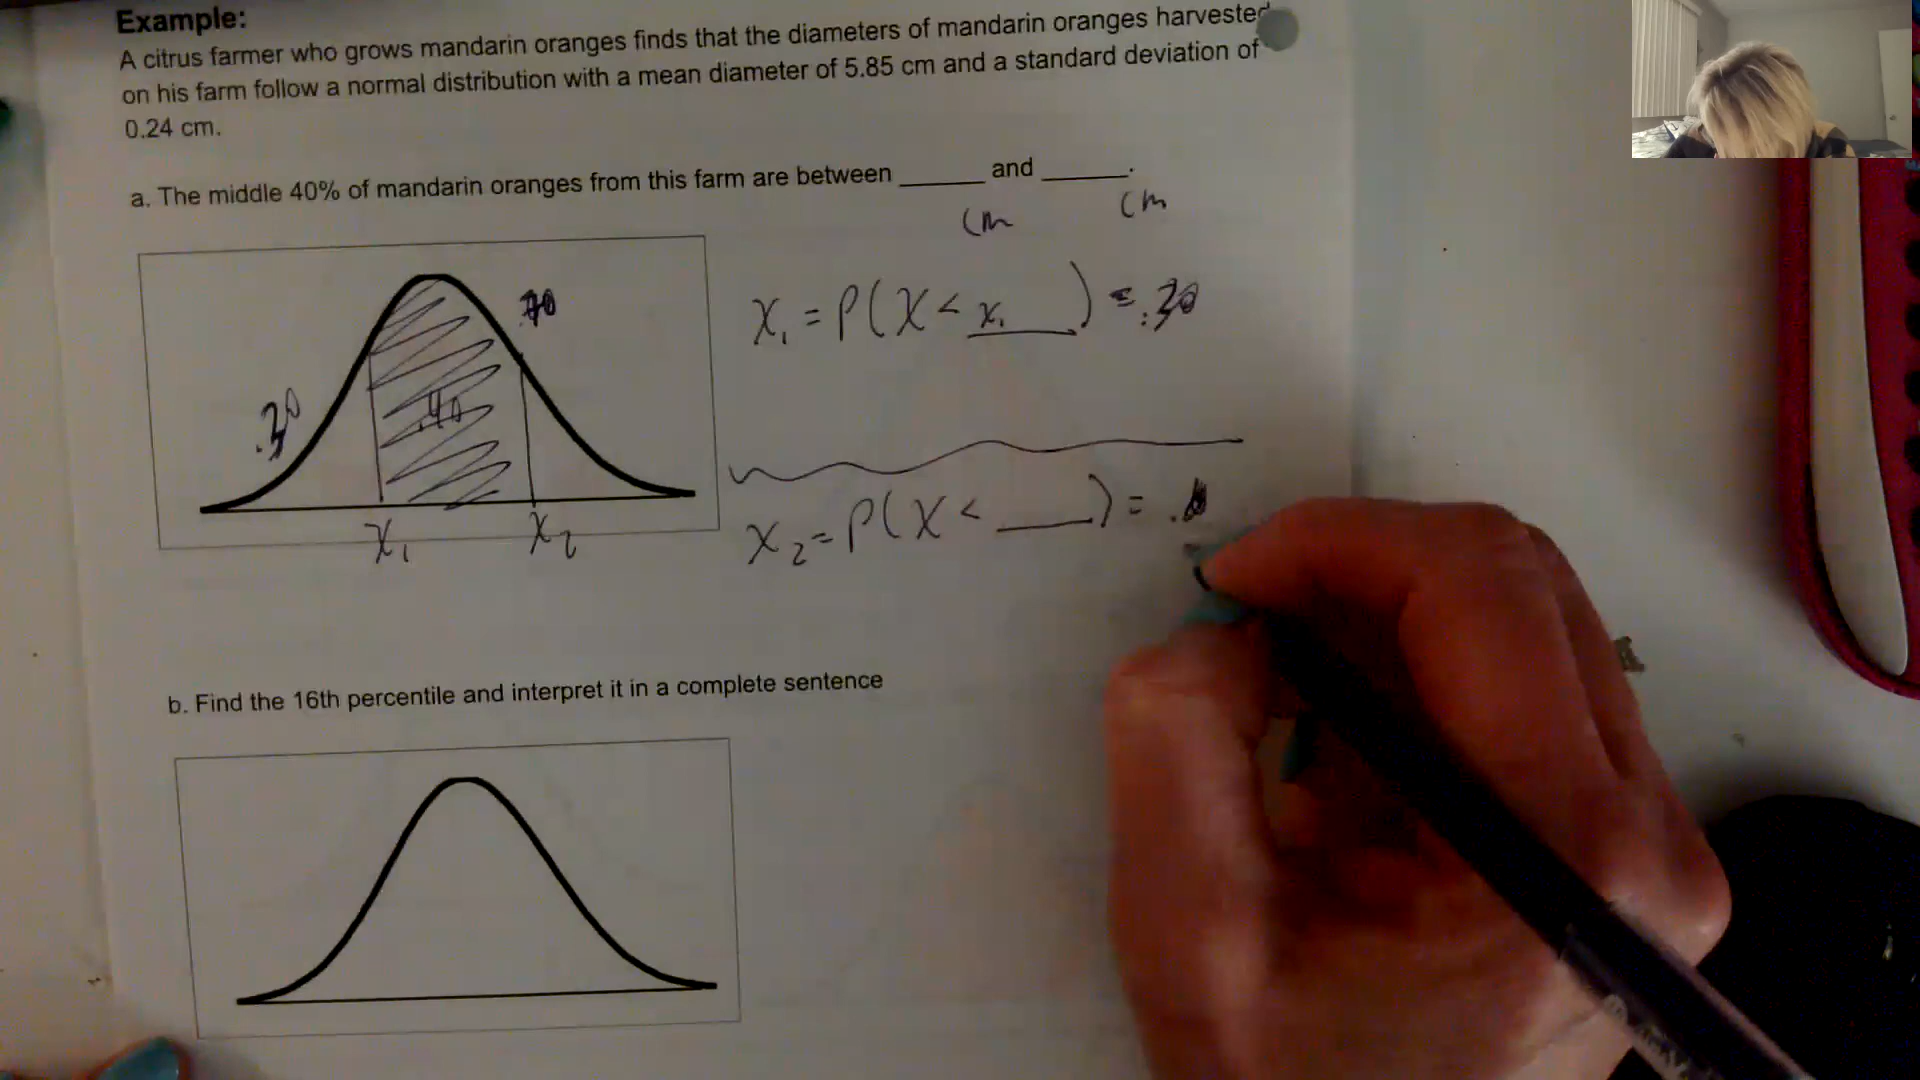 Example:
A citrus farmer who grows mandarin oranges finds that the diameters of mandarin oranges harvested
on his farm follow a normal distribution with a mean diameter of 5.85 cm and a standard deviation of
0.24 cm.
a. The middle 40% of mandarin oranges from this farm are between ______ and ______.
cm cm
X₁ = P(X < x₁) = .30
.30
.40
X₁ X₂
X₂ = P(X < ____) = .
b. Find the 16th percentile and interpret it in a complete sentence